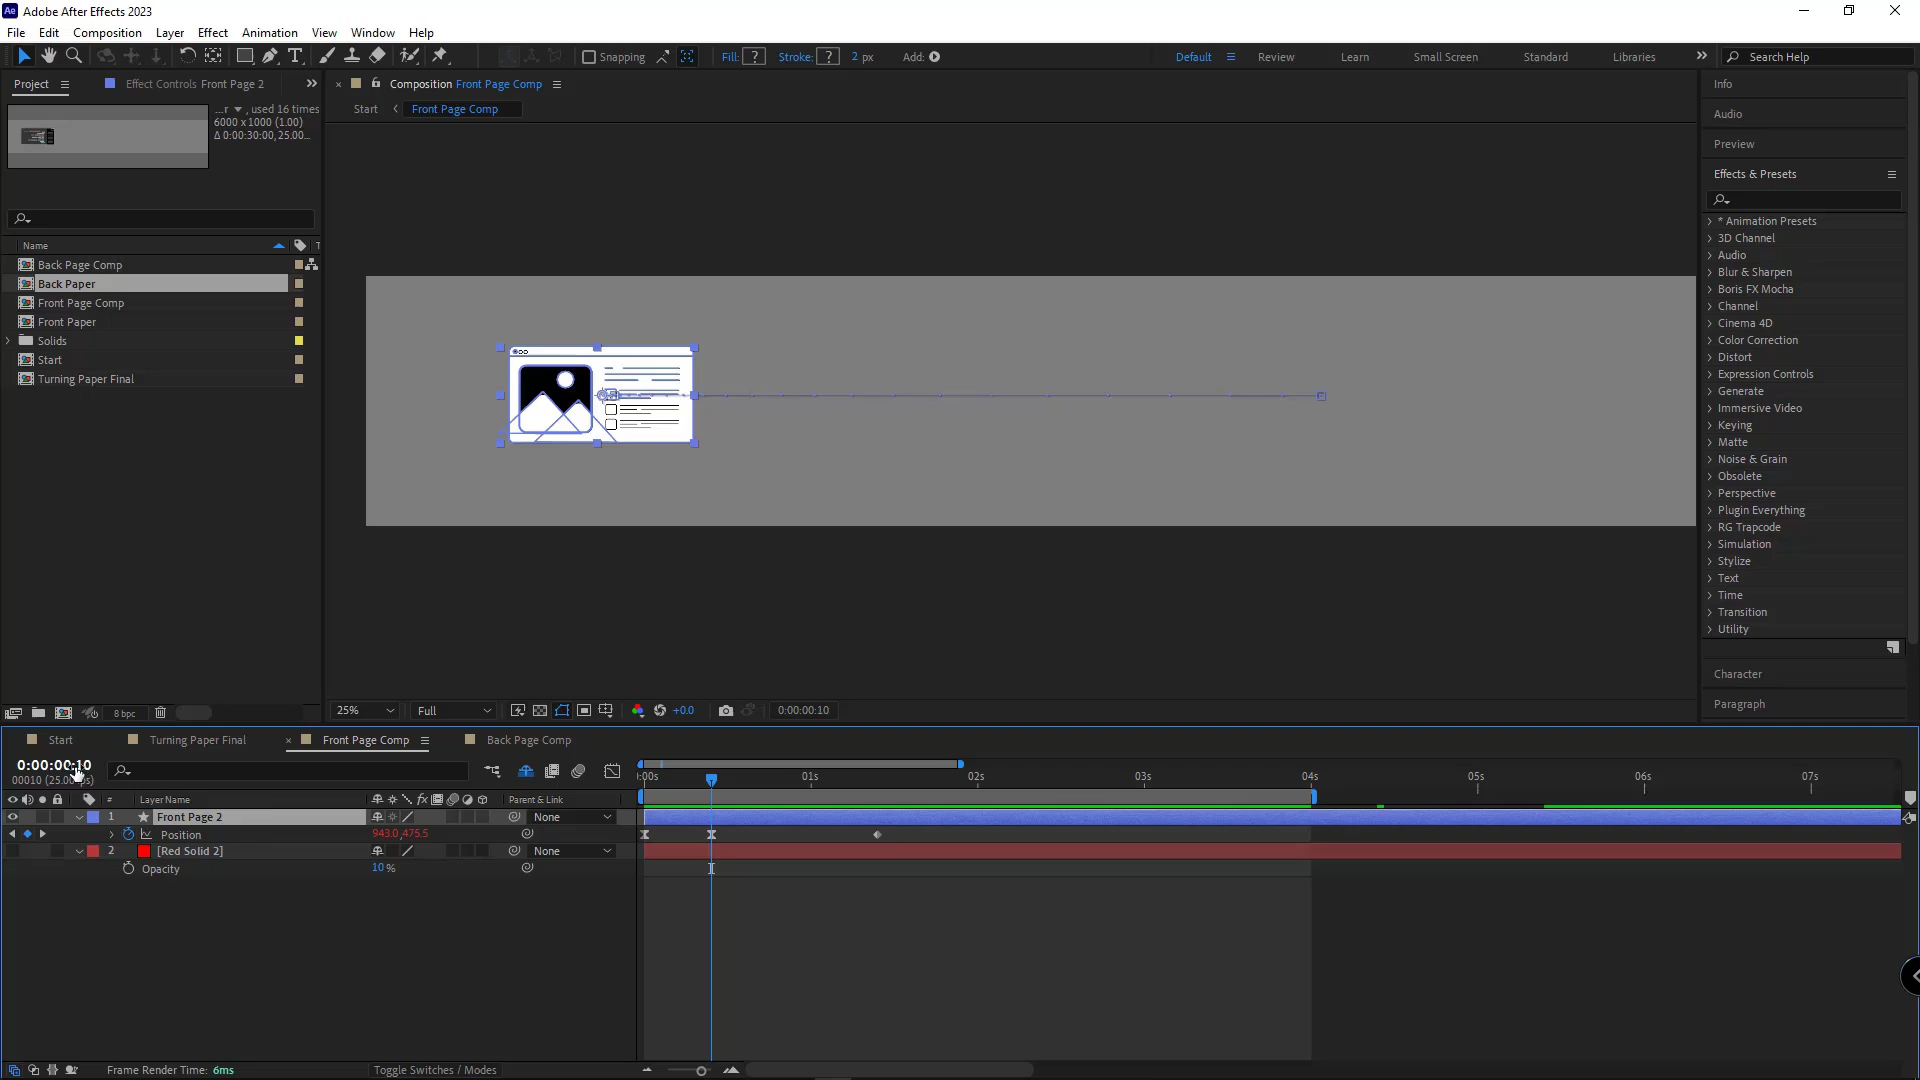 Ae Adobe After Effects 2023
File Edit Composition Layer Effect Animation View Window Help
Snapping Fill: ? Stroke: ? 2 px Add:
Default Review Learn Small Screen Standard Libraries Search Help
Project Effect Controls Front Page 2
Composition Front Page Comp
Start Front Page Comp
...r , used 16 times
6000 x 1000 (1.00)
Δ 0:00:30:00, 25.00...
Name T
Back Page Comp
Back Paper
Front Page Comp
Front Paper
Solids
Start
Turning Paper Final
8 bpc
25% Full +0.0 0:00:00:10
Info
Audio
Preview
Effects & Presets
* Animation Presets
3D Channel
Audio
Blur & Sharpen
Boris FX Mocha
Channel
Cinema 4D
Color Correction
Distort
Expression Controls
Generate
Immersive Video
Keying
Matte
Noise & Grain
Obsolete
Perspective
Plugin Everything
RG Trapcode
Simulation
Stylize
Text
Time
Transition
Utility
Character
Paragraph
Start Turning Paper Final Front Page Comp Back Page Comp
0:00:00:10
:00s 01s 02s 03s 04s 05s 06s 07s
# Layer Name fx Parent & Link
1 Front Page 2 None
Position 943.0,475.5
2 [Red Solid 2] None
Opacity 10 %
Frame Render Time: 6ms Toggle Switches / Modes